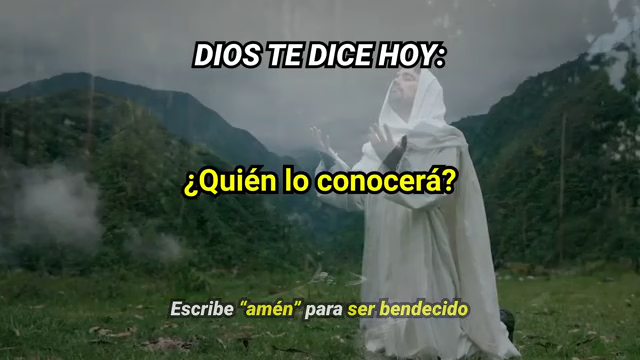 DIOS TE DICE HOY:
¿Quién lo conocerá?
Escribe “amén” para ser bendecido